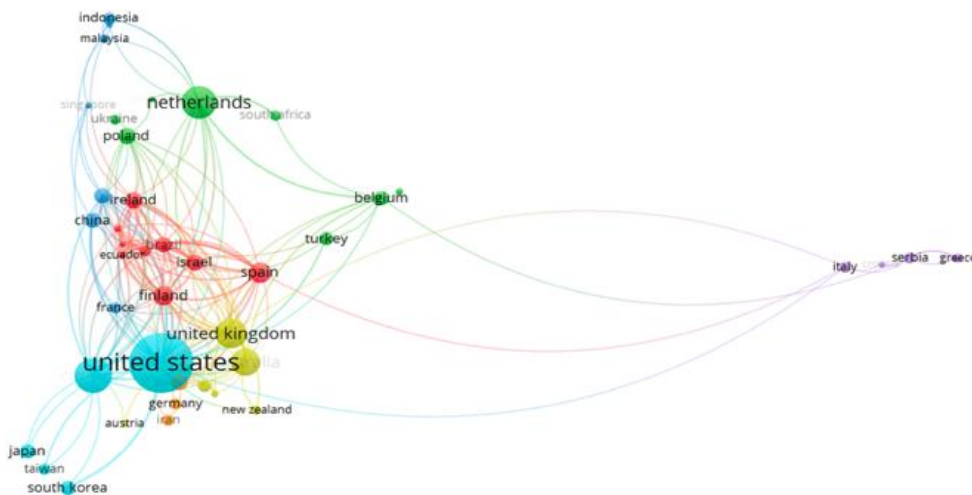 indonesia
malaysia
singapore
netherlands
ukraine
south africa
poland
ireland
belgium
china
turkey
brazil
ecuador
israel
spain
italy
serbia
greece
finland
france
united kingdom
united states
germany
new zealand
iran
austria
japan
taiwan
south korea